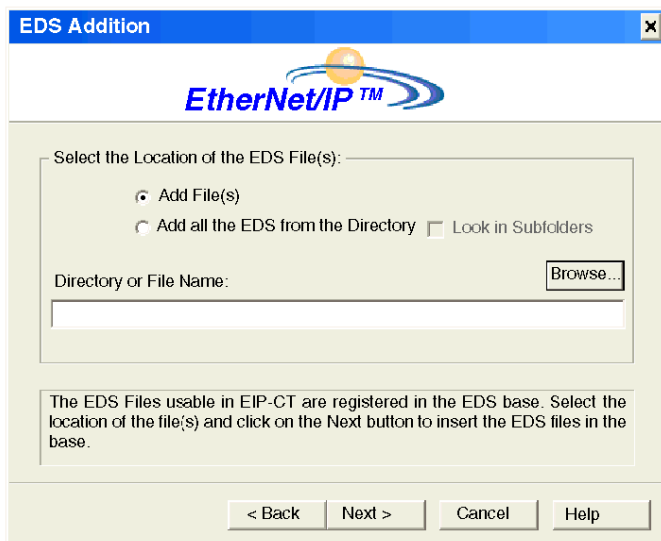 EDS Addition
EtherNet/IP™
Select the Location of the EDS File(s):
Add File(s)
Add all the EDS from the Directory Look in Subfolders
Directory or File Name:
Browse...
The EDS Files usable in EIP-CT are registered in the EDS base. Select the
location of the file(s) and click on the Next button to insert the EDS files in the
base.
< Back Next > Cancel Help